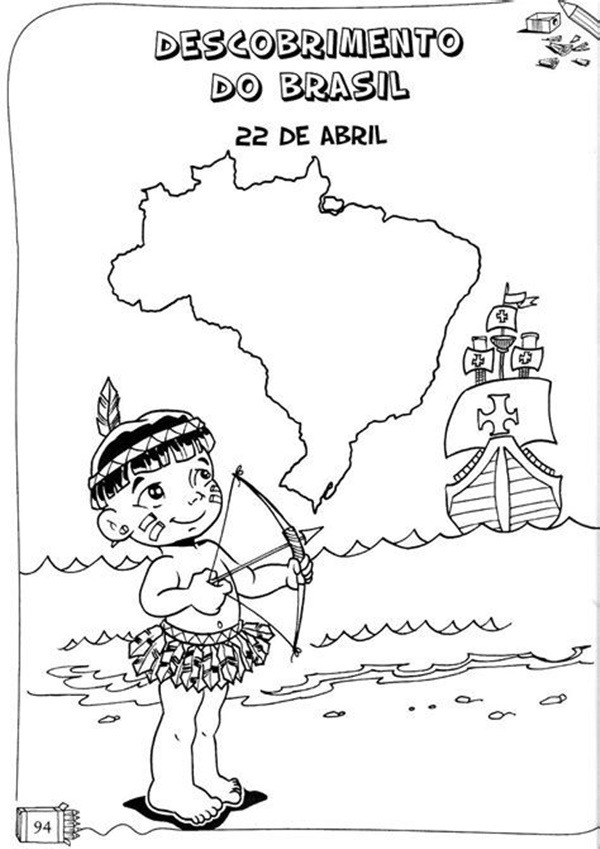 DESCOBRIMENTO
DO BRASIL
22 DE ABRIL
94